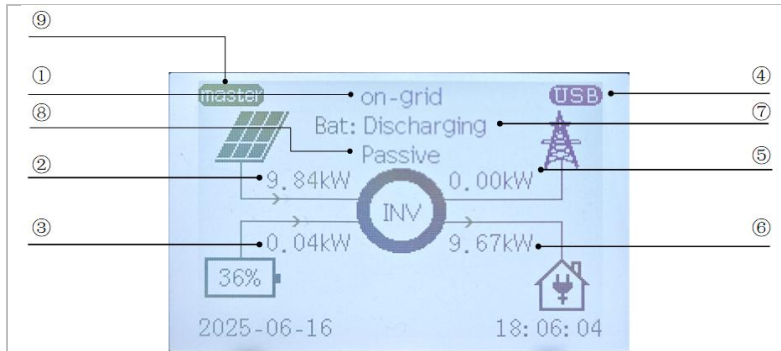 ⑨
① master on-grid USB ④
⑧ Bat: Discharging ⑦
Passive
② 9.84kW 0.00kW ⑤
INV
③ 0.04kW 9.67kW ⑥
36%
2025-06-16 18:06:04